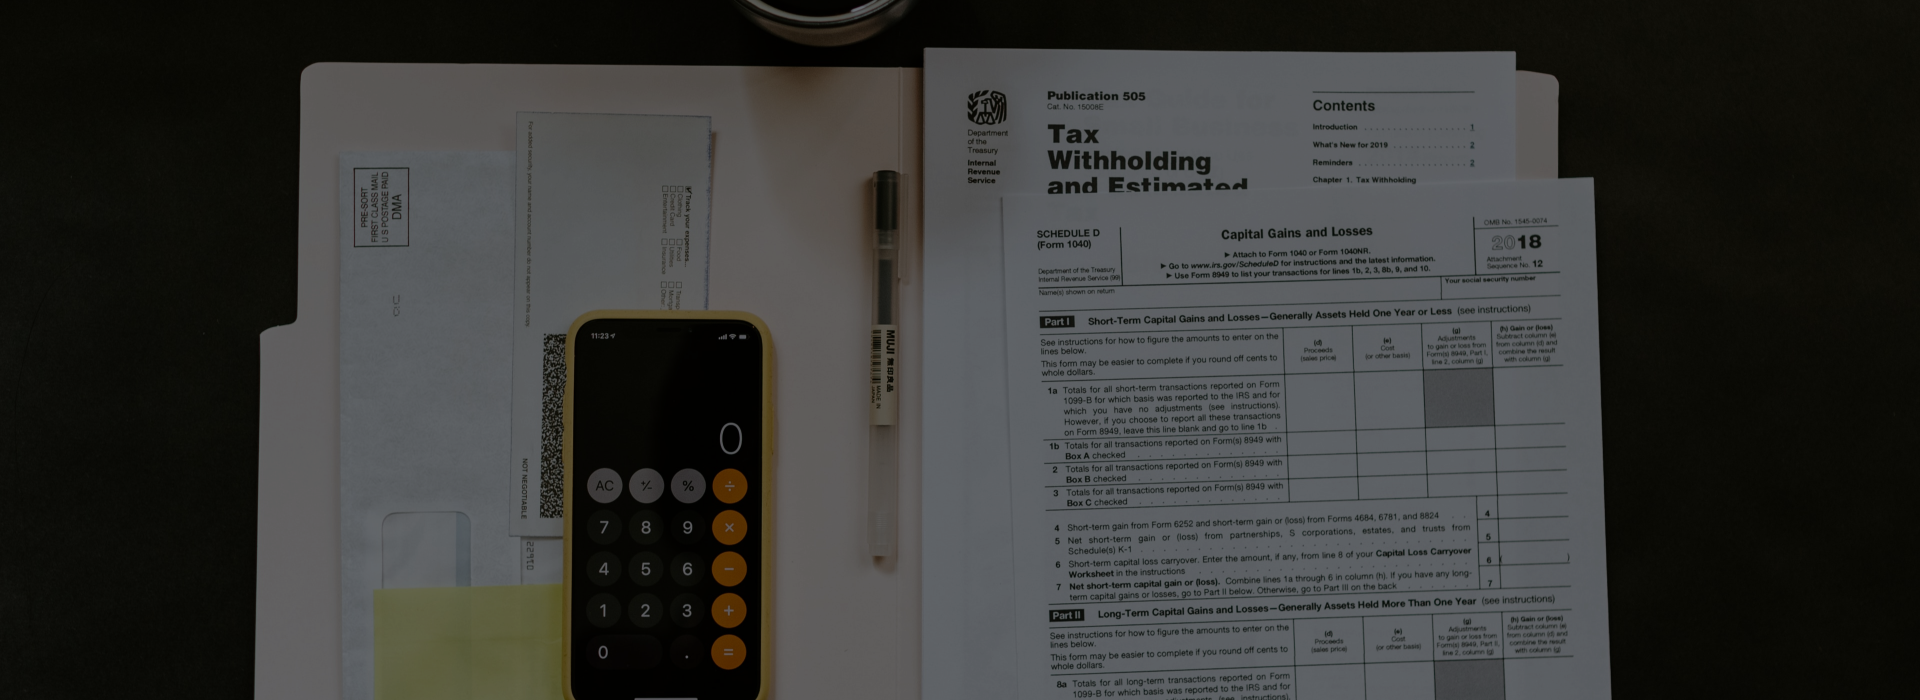 PRE-SORT
FIRST CLASS MAIL
U S POSTAGE PAID
DMA
Track your expenses...
Clothing
Food
Credit Card
Utilities
Entertainment
Insurance
Other
NOT NEGOTIABLE
11:23
0
AC
+/-
%
÷
7
8
9
×
4
5
6
−
1
2
3
+
0
.
=
MUJI 無印良品
MADE IN
Department
of the
Treasury
Internal
Revenue
Service
Publication 505
Cat. No. 15008E
Tax
Withholding
and Estimated
Contents
Introduction . . . . . . . . . . . . . . . . . 1
What's New for 2019 . . . . . . . . . . . . . 2
Reminders . . . . . . . . . . . . . . . . . . 2
Chapter 1. Tax Withholding
SCHEDULE D
(Form 1040)
Department of the Treasury
Internal Revenue Service (99)
Capital Gains and Losses
► Attach to Form 1040 or Form 1040NR.
► Go to www.irs.gov/ScheduleD for instructions and the latest information.
► Use Form 8949 to list your transactions for lines 1b, 2, 3, 8b, 9, and 10.
OMB No. 1545-0074
2018
Attachment
Sequence No. 12
Name(s) shown on return
Your social security number
Part I Short-Term Capital Gains and Losses—Generally Assets Held One Year or Less (see instructions)
See instructions for how to figure the amounts to enter on the
lines below.
This form may be easier to complete if you round off cents to
whole dollars.
(d)
Proceeds
(sales price)
(e)
Cost
(or other basis)
(g)
Adjustments
to gain or loss from
Form(s) 8949, Part I,
line 2, column (g)
(h) Gain or (loss)
Subtract column (e)
from column (d) and
combine the result
with column (g)
1a Totals for all short-term transactions reported on Form
1099-B for which basis was reported to the IRS and for
which you have no adjustments (see instructions).
However, if you choose to report all these transactions
on Form 8949, leave this line blank and go to line 1b .
1b Totals for all transactions reported on Form(s) 8949 with
Box A checked
2 Totals for all transactions reported on Form(s) 8949 with
Box B checked
3 Totals for all transactions reported on Form(s) 8949 with
Box C checked
4 Short-term gain from Form 6252 and short-term gain or (loss) from Forms 4684, 6781, and 8824 4
5 Net short-term gain or (loss) from partnerships, S corporations, estates, and trusts from
Schedule(s) K-1 5
6 Short-term capital loss carryover. Enter the amount, if any, from line 8 of your Capital Loss Carryover
Worksheet in the instructions 6 ( )
7 Net short-term capital gain or (loss). Combine lines 1a through 6 in column (h). If you have any long-
term capital gains or losses, go to Part II below. Otherwise, go to Part III on the back 7
Part II Long-Term Capital Gains and Losses—Generally Assets Held More Than One Year (see instructions)
See instructions for how to figure the amounts to enter on the
lines below.
This form may be easier to complete if you round off cents to
whole dollars.
(d)
Proceeds
(sales price)
(e)
Cost
(or other basis)
(g)
Adjustments
to gain or loss from
Form(s) 8949, Part II,
line 2, column (g)
(h) Gain or (loss)
Subtract column (e)
from column (d) and
combine the result
with column (g)
8a Totals for all long-term transactions reported on Form
1099-B for which basis was reported to the IRS and for